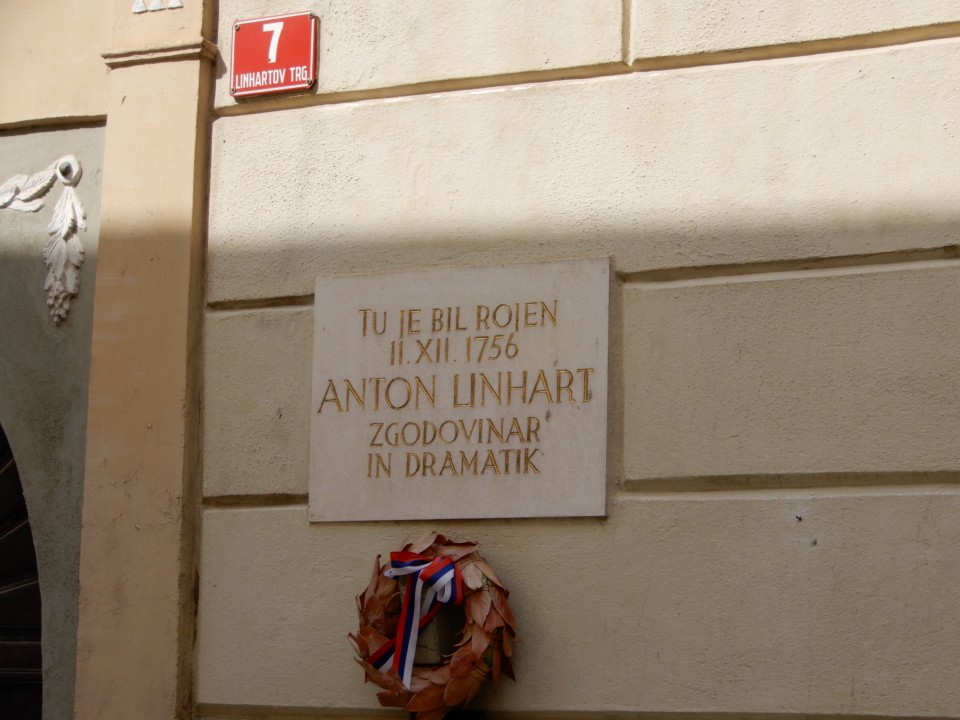 7
LINHARTOV TRG
TU JE BIL ROJEN
11. XII. 1756
ANTON LINHART
ZGODOVINAR
IN DRAMATIK